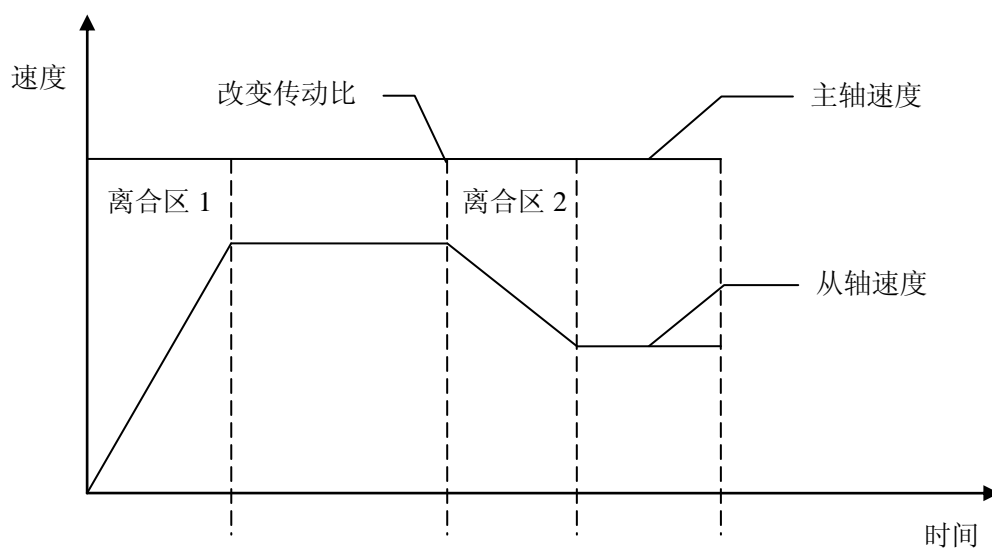 速度
改变传动比
主轴速度
离合区 1
离合区 2
从轴速度
时间